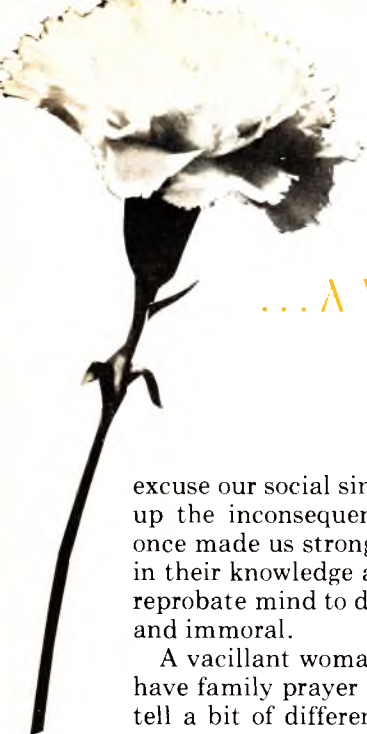 ...A
excuse our social sin
up the inconsequen
once made us strong
in their knowledge a
reprobate mind to d
and immoral.
A vacillant woma
have family prayer
tell a bit of differen